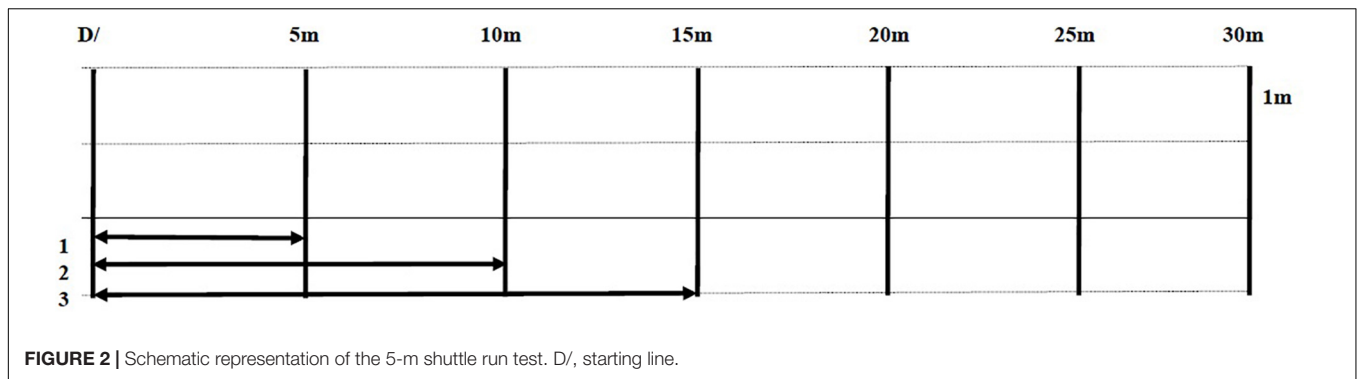 D/ 5m 10m 15m 20m 25m 30m
1m
1
2
3
FIGURE 2 | Schematic representation of the 5-m shuttle run test. D/, starting line.